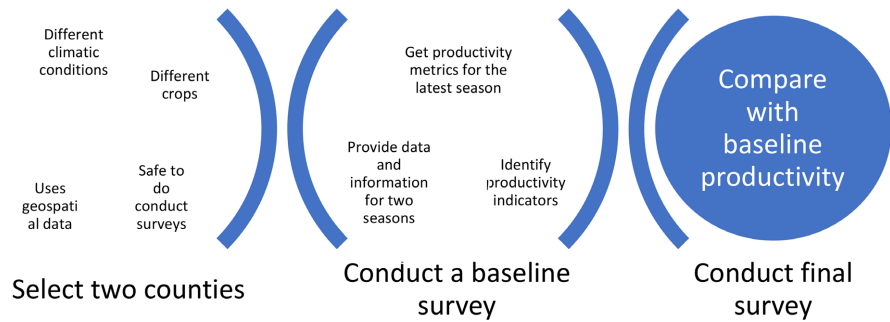 Different
climatic
conditions
Different
crops
Uses
geospati
al data
Safe to
do
conduct
surveys
Select two counties
Get productivity
metrics for the
latest season
Provide data
and
information
for two
seasons
Identify
productivity
indicators
Conduct a baseline
survey
Compare
with
baseline
productivity
Conduct final
survey